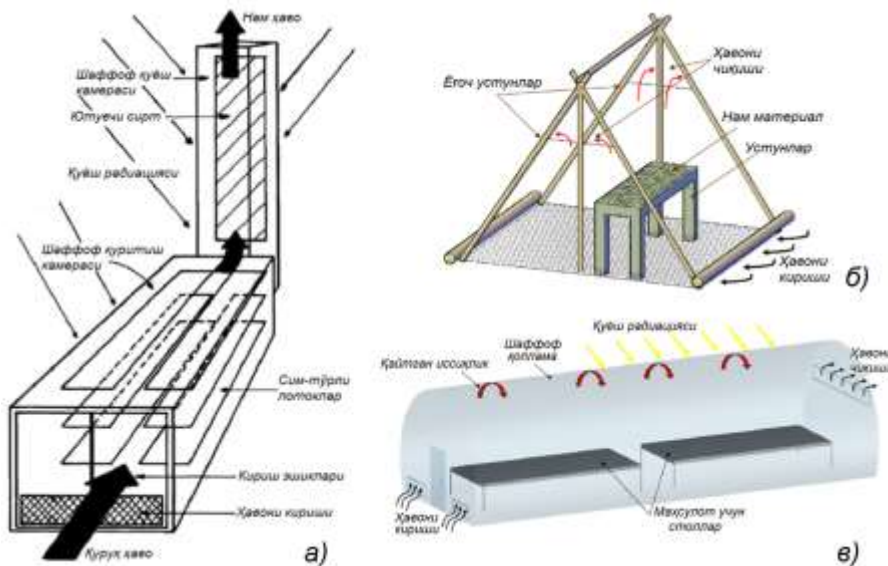 Нам ҳаво
Шаффоф қуёш
камераси
Ютувчи сирт
Қуёш радиацияси
Шаффоф қуритиш
камераси
Сим-тўрли
лотоклар
Кириш эшиклари
Ҳавони кириши
Қуруқ ҳаво
а)
Ҳавони
чиқиши
Ёғоч устунлар
Нам материал
Устунлар
Ҳавони
кириши
б)
Қуёш радиацияси
Шаффоф
қоплама
Қайтган иссиқлик
Ҳавони
чиқиши
Ҳавони
кириши
Маҳсулот учун
столлар
в)